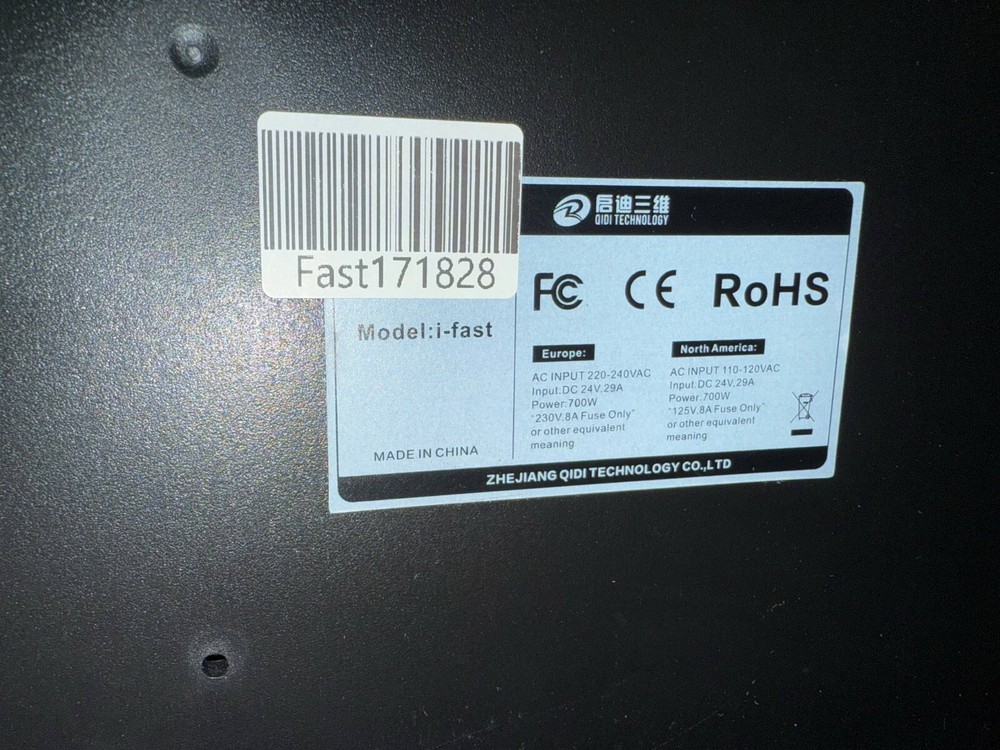 Fast171828
启迪三维
QIDI TECHNOLOGY
FC CE RoHS
Model:i-fast
MADE IN CHINA
Europe:
AC INPUT 220-240VAC
Input:DC 24V,29A
Power:700W
"230V,8A Fuse Only"
or other equivalent
meaning
North America:
AC INPUT 110-120VAC
Input:DC 24V,29A
Power:700W
"125V,8A Fuse Only"
or other equivalent
meaning
ZHEJIANG QIDI TECHNOLOGY CO.,LTD